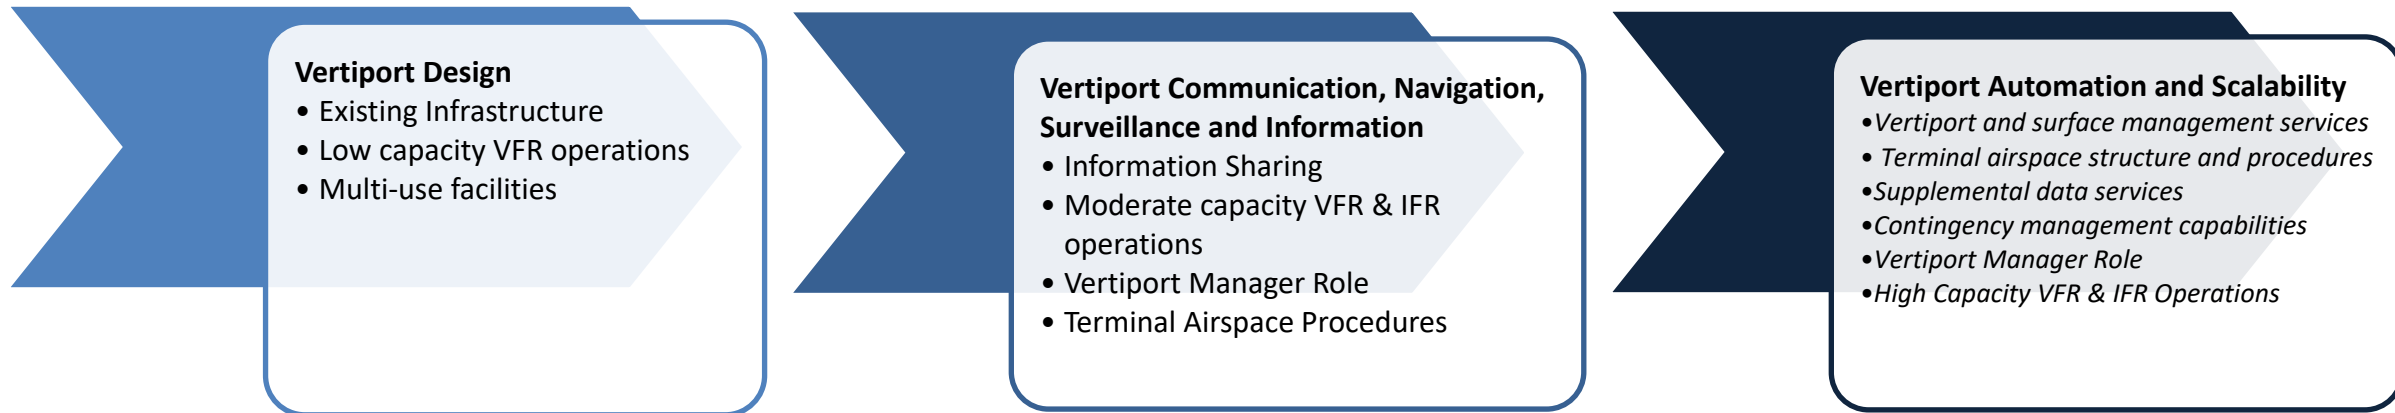 Vertiport Design
• Existing Infrastructure
• Low capacity VFR operations
• Multi-use facilities
Vertiport Communication, Navigation,
Surveillance and Information
• Information Sharing
• Moderate capacity VFR & IFR
operations
• Vertiport Manager Role
• Terminal Airspace Procedures
Vertiport Automation and Scalability
•Vertiport and surface management services
• Terminal airspace structure and procedures
•Supplemental data services
•Contingency management capabilities
•Vertiport Manager Role
•High Capacity VFR & IFR Operations